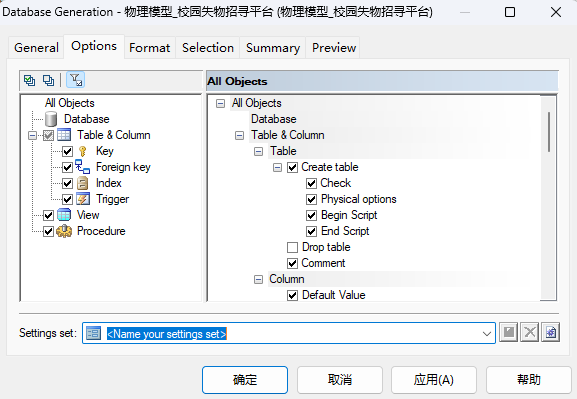 Database Generation - 物理模型_校园失物招寻平台 (物理模型_校园失物招寻平台)
General Options Format Selection Summary Preview
All Objects
Database
Table & Column
Key
Foreign key
Index
Trigger
View
Procedure
All Objects
All Objects
Database
Table & Column
Table
Create table
Check
Physical options
Begin Script
End Script
Drop table
Comment
Column
Default Value
Settings set: <Name your settings set>
确定 取消 应用(A) 帮助